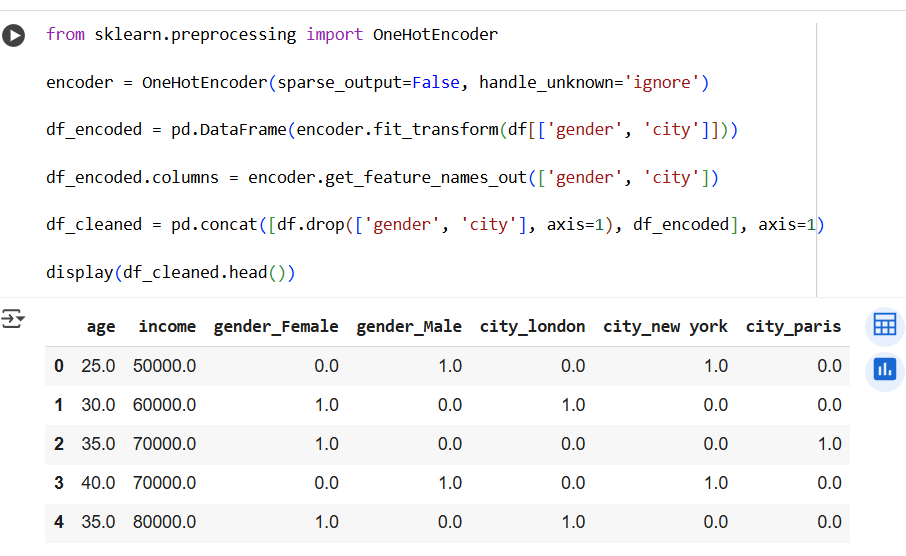 from sklearn.preprocessing import OneHotEncoder
encoder = OneHotEncoder(sparse_output=False, handle_unknown='ignore')
df_encoded = pd.DataFrame(encoder.fit_transform(df[['gender', 'city']]))
df_encoded.columns = encoder.get_feature_names_out(['gender', 'city'])
df_cleaned = pd.concat([df.drop(['gender', 'city'], axis=1), df_encoded], axis=1)
display(df_cleaned.head())
age income gender_Female gender_Male city_london city_new york city_paris
0 25.0 50000.0 0.0 1.0 0.0 1.0 0.0
1 30.0 60000.0 1.0 0.0 1.0 0.0 0.0
2 35.0 70000.0 1.0 0.0 0.0 0.0 1.0
3 40.0 70000.0 0.0 1.0 0.0 1.0 0.0
4 35.0 80000.0 1.0 0.0 1.0 0.0 0.0